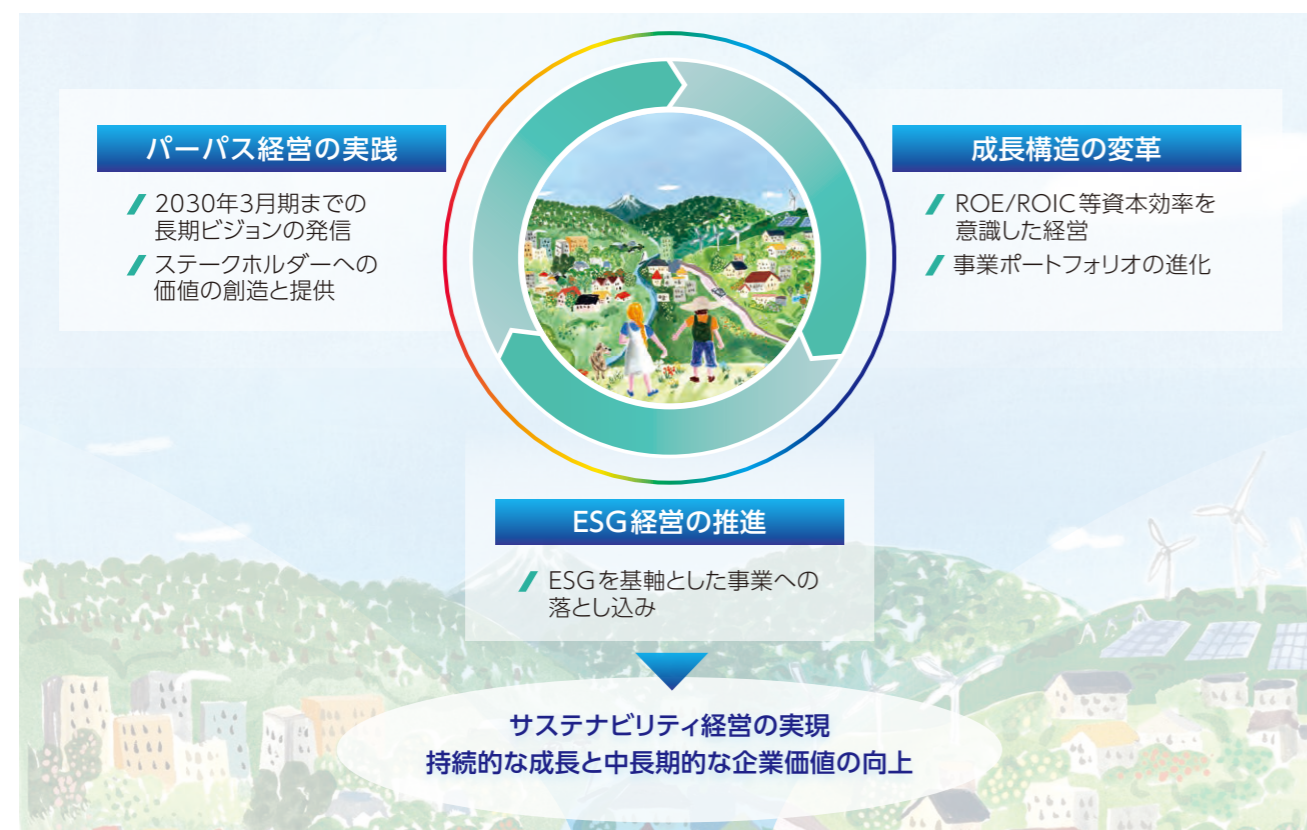 パーパス経営の実践
2030年3月期までの
長期ビジョンの発信
ステークホルダーへの
価値の創造と提供
成長構造の変革
ROE/ROIC等資本効率を
意識した経営
事業ポートフォリオの進化
ESG経営の推進
ESGを基軸とした事業への
落とし込み
サステナビリティ経営の実現
持続的な成長と中長期的な企業価値の向上